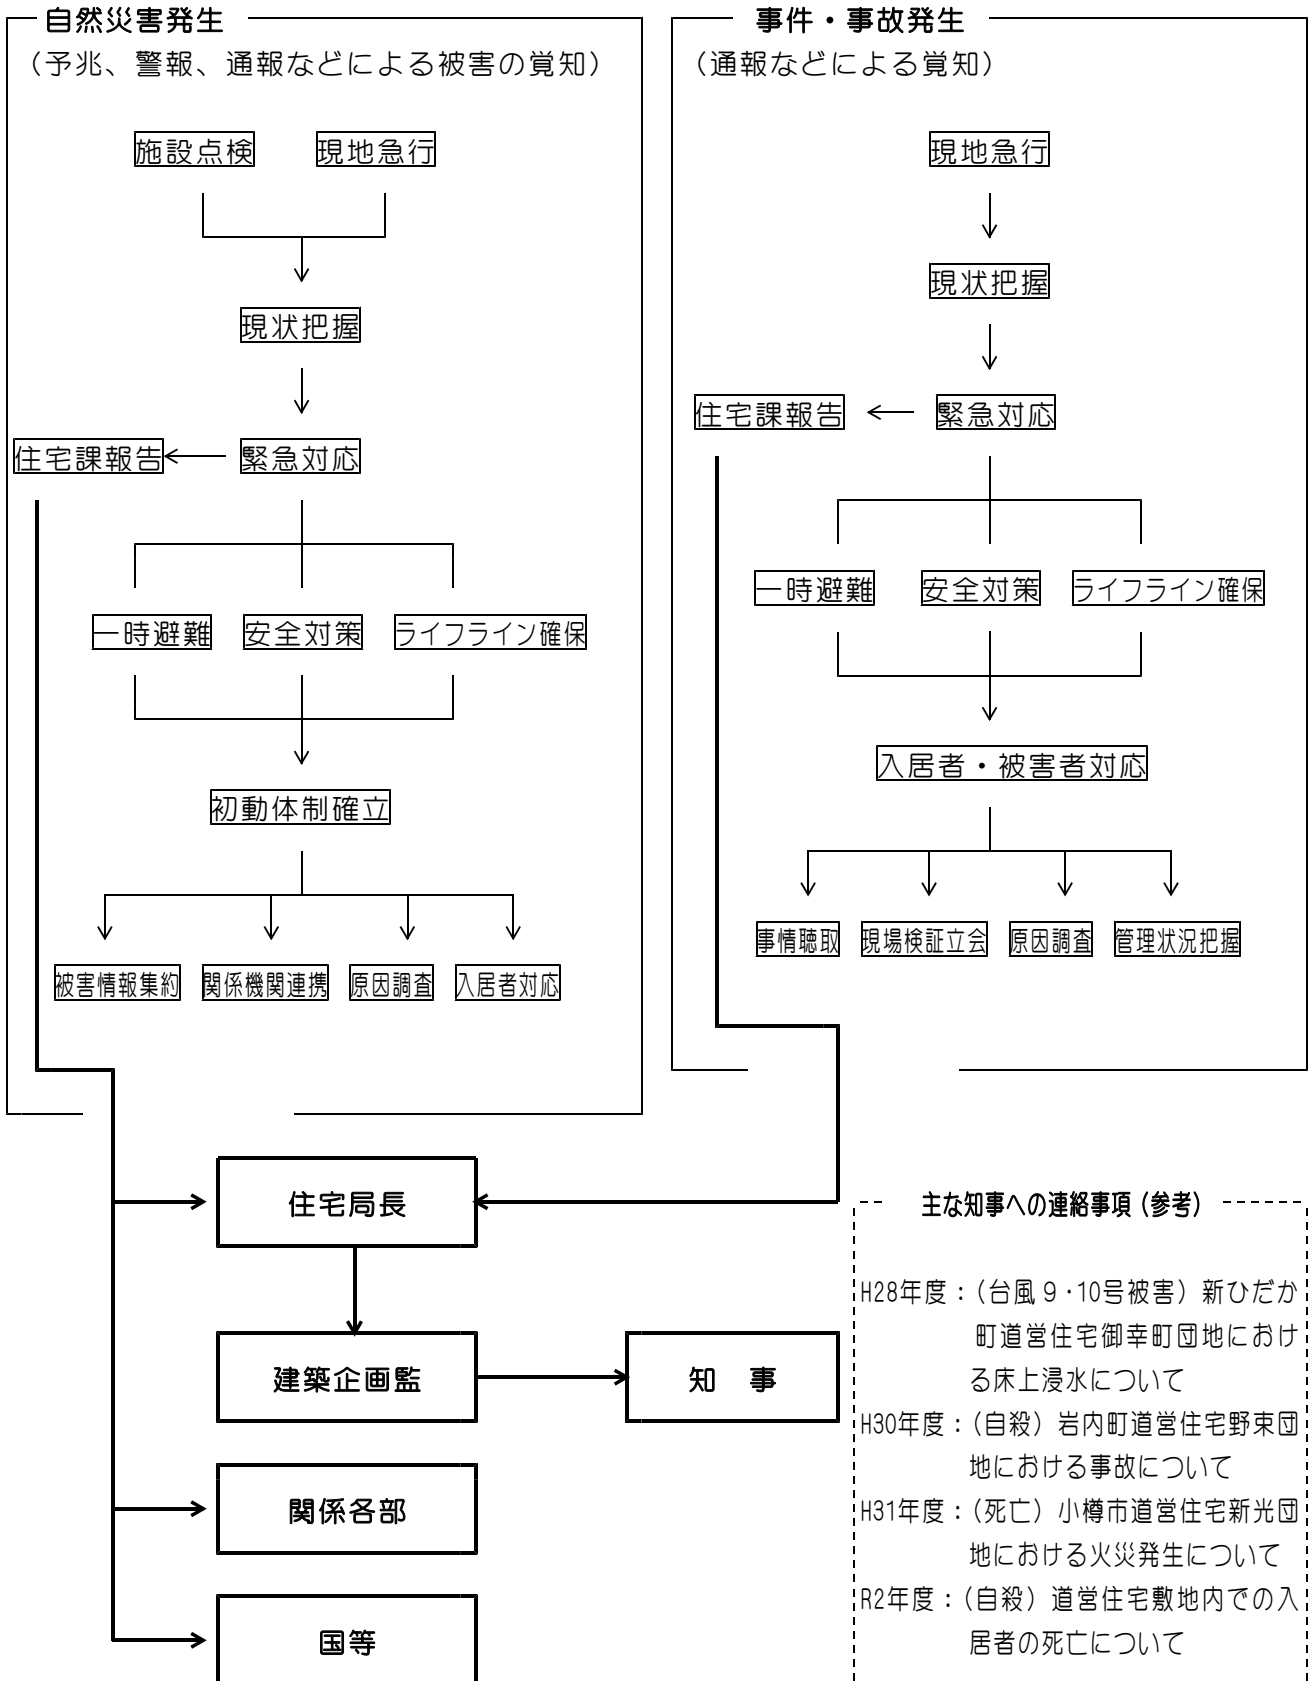 自然災害発生
（予兆、警報、通報などによる被害の覚知）
施設点検
現地急行
現状把握
住宅課報告
緊急対応
一時避難
安全対策
ライフライン確保
初動体制確立
被害情報集約
関係機関連携
原因調査
入居者対応
事件・事故発生
（通報などによる覚知）
現地急行
現状把握
住宅課報告
緊急対応
一時避難
安全対策
ライフライン確保
入居者・被害者対応
事情聴取
現場検証立会
原因調査
管理状況把握
住宅局長
建築企画監
知　事
関係各部
国等
主な知事への連絡事項（参考）
H28年度：（台風９・10号被害）新ひだか
町道営住宅御幸町団地におけ
る床上浸水について
H30年度：（自殺）岩内町道営住宅野束団
地における事故について
H31年度：（死亡）小樽市道営住宅新光団
地における火災発生について
R2年度：（自殺）道営住宅敷地内での入
居者の死亡について